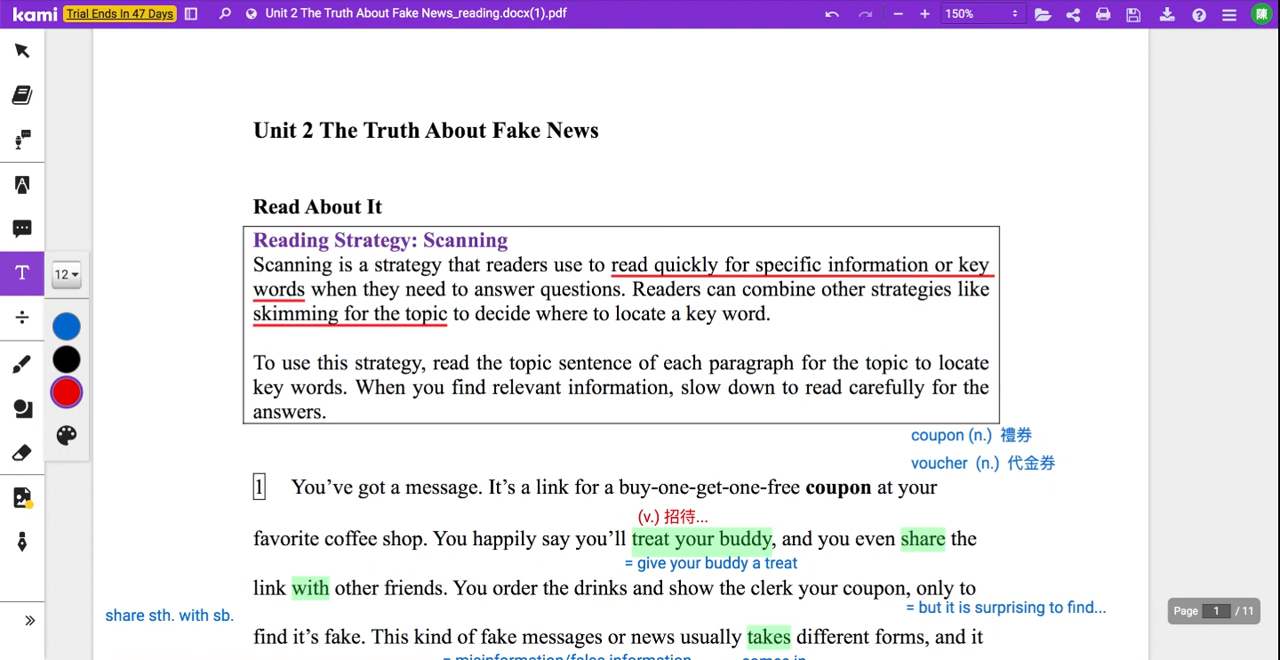 kami Trial Ends In 47 Days Unit 2 The Truth About Fake News_reading.docx(1).pdf 150% 陳
Unit 2 The Truth About Fake News
Read About It
Reading Strategy: Scanning
Scanning is a strategy that readers use to read quickly for specific information or key
words when they need to answer questions. Readers can combine other strategies like
skimming for the topic to decide where to locate a key word.
To use this strategy, read the topic sentence of each paragraph for the topic to locate
key words. When you find relevant information, slow down to read carefully for the
answers.
coupon (n.) 禮券
voucher (n.) 代金券
1 You’ve got a message. It’s a link for a buy-one-get-one-free coupon at your
(v.) 招待...
favorite coffee shop. You happily say you’ll treat your buddy, and you even share the
= give your buddy a treat
link with other friends. You order the drinks and show the clerk your coupon, only to
= but it is surprising to find...
share sth. with sb.
find it’s fake. This kind of fake messages or news usually takes different forms, and it
= misinformation/false information comes in
12
T
Page 1 / 11